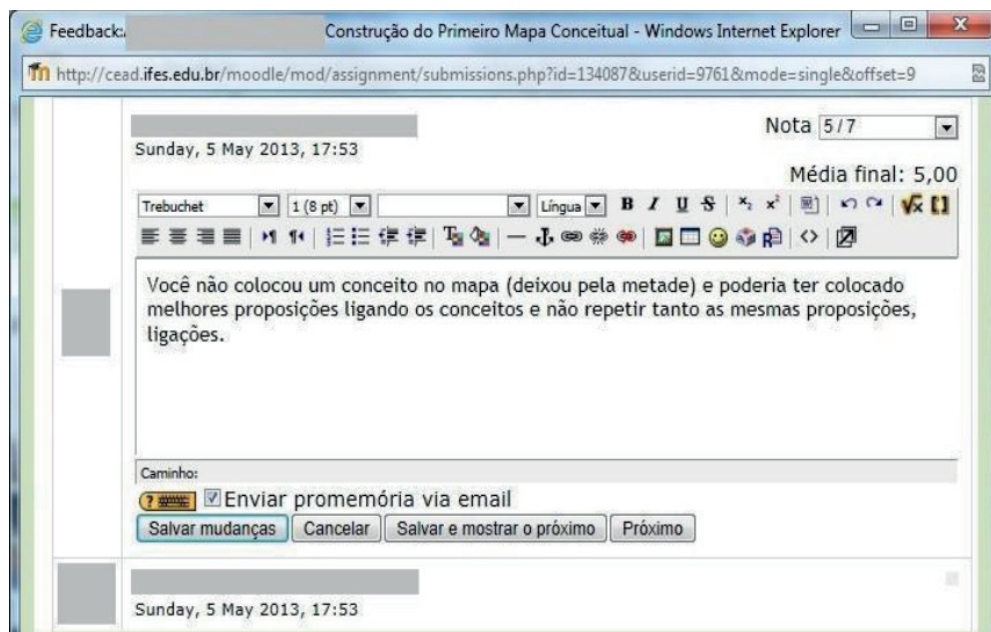 Feedback: Construção do Primeiro Mapa Conceitual - Windows Internet Explorer
http://cead.ifes.edu.br/moodle/mod/assignment/submissions.php?id=134087&userid=9761&mode=single&offset=9
Nota 5 / 7
Sunday, 5 May 2013, 17:53
Média final: 5,00
Trebuchet 1 (8 pt) Língua B I U S x₂ x²
Você não colocou um conceito no mapa (deixou pela metade) e poderia ter colocado
melhores proposições ligando os conceitos e não repetir tanto as mesmas proposições,
ligações.
Caminho:
Enviar promemória via email
Salvar mudanças Cancelar Salvar e mostrar o próximo Próximo
Sunday, 5 May 2013, 17:53